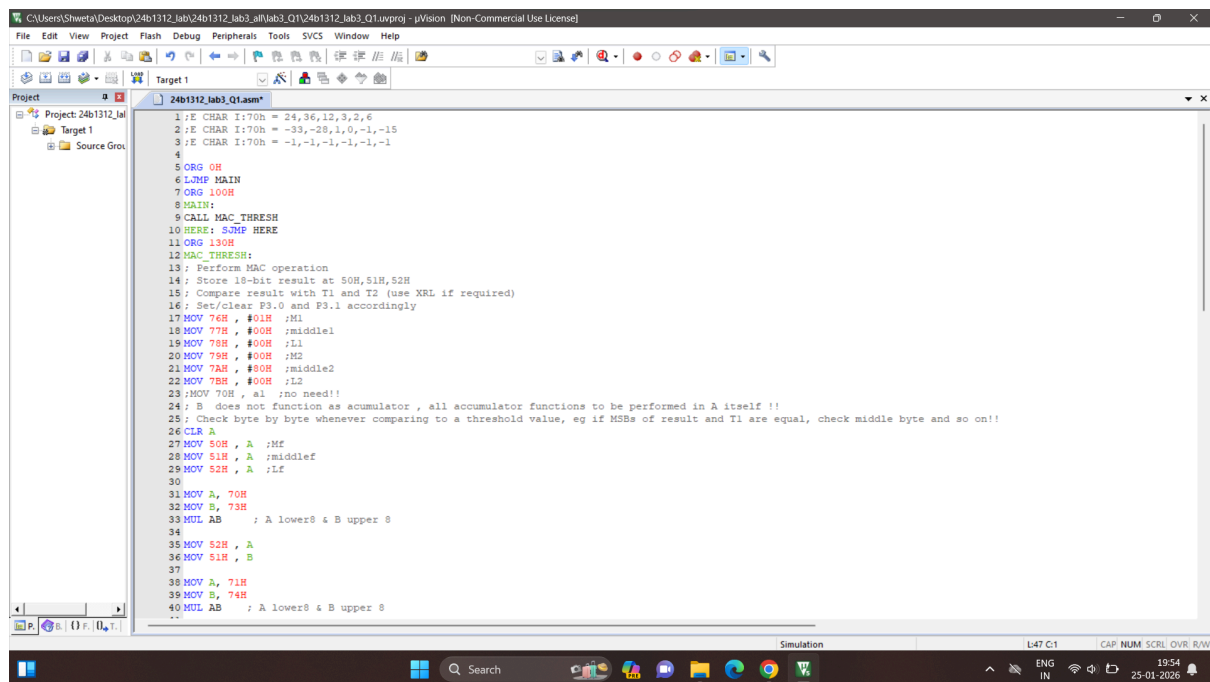 C:\Users\Shweta\Desktop\24b1312_lab\24b1312_lab3_all\lab3_Q1\24b1312_lab3_Q1.uvproj - µVision [Non-Commercial Use License]
File Edit View Project Flash Debug Peripherals Tools SVCS Window Help
LOAD Target 1
Project
24b1312_lab3_Q1.asm*
Project: 24b1312_lal
Target 1
Source Grou
1 ;E CHAR I:70h = 24,36,12,3,2,6
2 ;E CHAR I:70h = -33,-28,1,0,-1,-15
3 ;E CHAR I:70h = -1,-1,-1,-1,-1,-1
4
5 ORG 0H
6 LJMP MAIN
7 ORG 100H
8 MAIN:
9 CALL MAC_THRESH
10 HERE: SJMP HERE
11 ORG 130H
12 MAC_THRESH:
13 ; Perform MAC operation
14 ; Store 18-bit result at 50H,51H,52H
15 ; Compare result with T1 and T2 (use XRL if required)
16 ; Set/clear P3.0 and P3.1 accordingly
17 MOV 76H , #01H ;M1
18 MOV 77H , #00H ;middle1
19 MOV 78H , #00H ;L1
20 MOV 79H , #00H ;M2
21 MOV 7AH , #80H ;middle2
22 MOV 7BH , #00H ;L2
23 ;MOV 70H , a1 ;no need!!
24 ; B does not function as acumulator , all accumulator functions to be performed in A itself !!
25 ; Check byte by byte whenever comparing to a threshold value, eg if MSBs of result and T1 are equal, check middle byte and so on!!
26 CLR A
27 MOV 50H , A ;Mf
28 MOV 51H , A ;middlef
29 MOV 52H , A ;Lf
30
31 MOV A, 70H
32 MOV B, 73H
33 MUL AB ; A lower8 & B upper 8
34
35 MOV 52H , A
36 MOV 51H , B
37
38 MOV A, 71H
39 MOV B, 74H
40 MUL AB ; A lower8 & B upper 8
P. B. {} F. T.
Simulation L:47 C:1 CAP NUM SCRL OVR R/W
Search
ENG
IN
19:54
25-01-2026